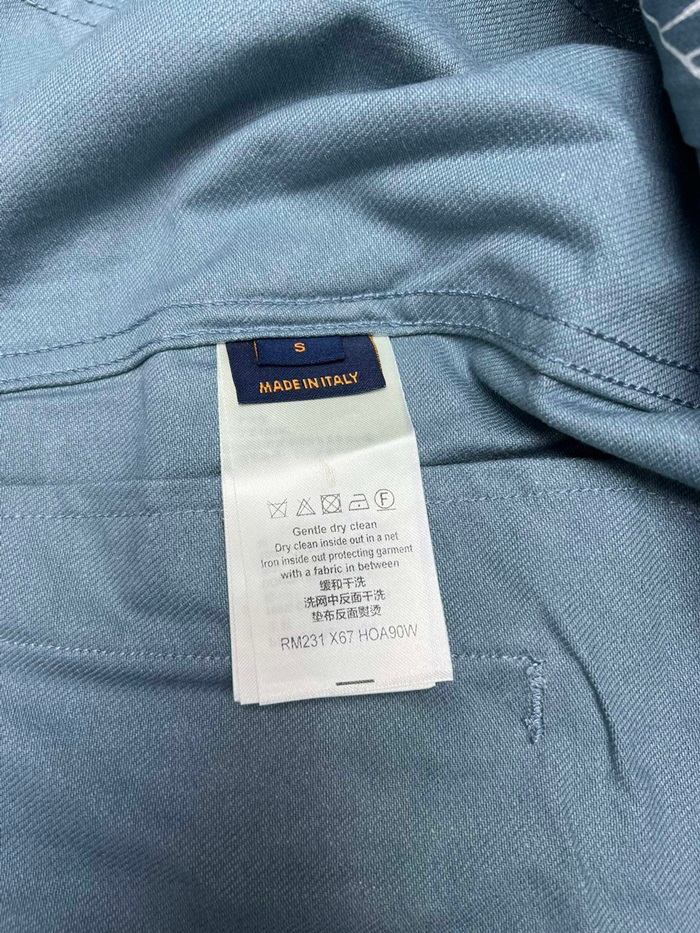 S
MADE IN ITALY
F
Gentle dry clean
Dry clean inside out in a net
Iron inside out protecting garment
with a fabric in between
缓和干洗
洗网中反面干洗
垫布反面熨烫
RM231 X67 HOA90W